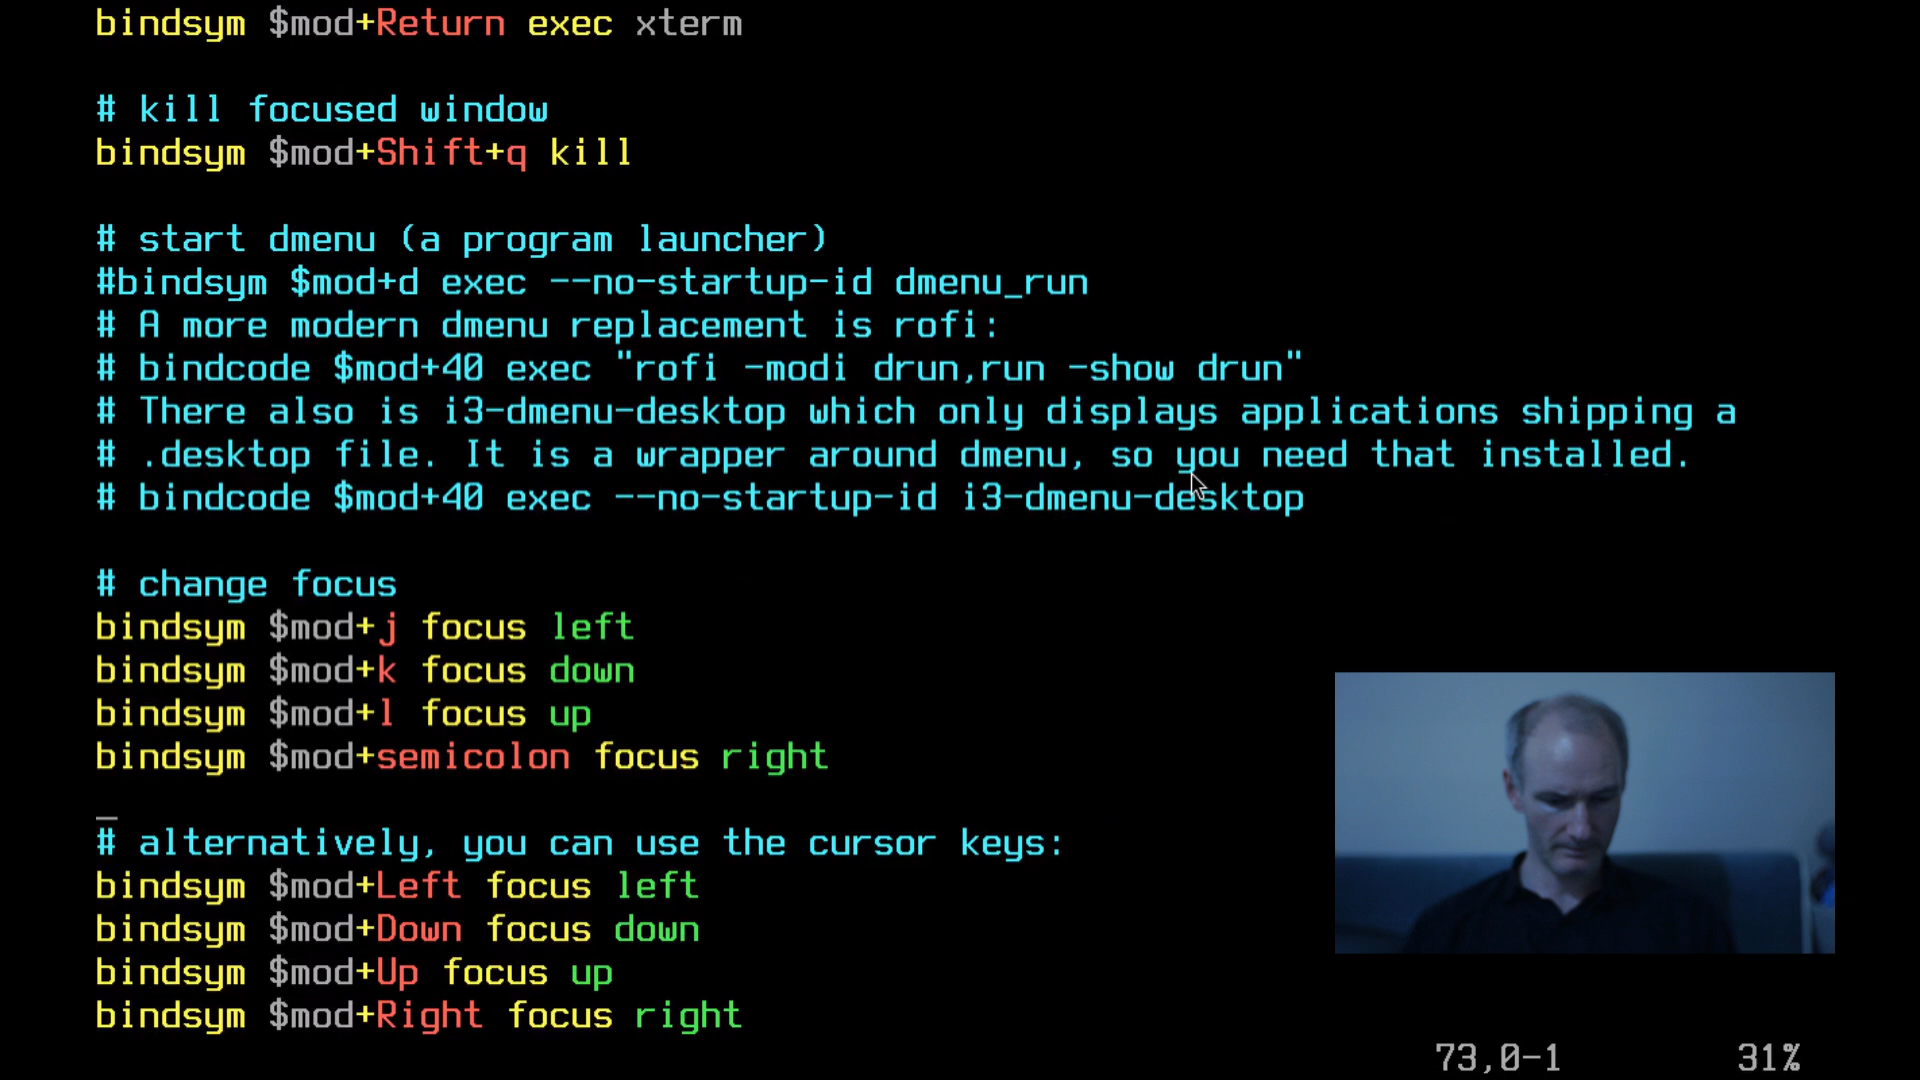 bindsym $mod+Return exec xterm
# kill focused window
bindsym $mod+Shift+q kill
# start dmenu (a program launcher)
#bindsym $mod+d exec --no-startup-id dmenu_run
# A more modern dmenu replacement is rofi:
# bindcode $mod+40 exec "rofi -modi drun,run -show drun"
# There also is i3-dmenu-desktop which only displays applications shipping a
# .desktop file. It is a wrapper around dmenu, so you need that installed.
# bindcode $mod+40 exec --no-startup-id i3-dmenu-desktop
# change focus
bindsym $mod+j focus left
bindsym $mod+k focus down
bindsym $mod+l focus up
bindsym $mod+semicolon focus right
# alternatively, you can use the cursor keys:
bindsym $mod+Left focus left
bindsym $mod+Down focus down
bindsym $mod+Up focus up
bindsym $mod+Right focus right
73,0-1 31%